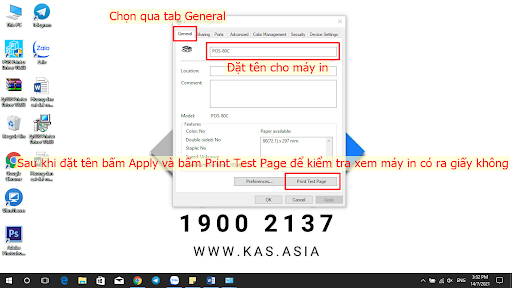 Chọn qua tab General
General
Sharing
Ports
Advanced
Color Management
Security
Device Settings
POS-80C
Đặt tên cho máy in
Location:
Comment:
Model:
POS-80C
Features
Color: No
Paper available:
Double-sided: No
80(72.1) x 297 mm
Staple: No
Sau khi đặt tên bấm Apply và bấm Print Test Page để kiểm tra xem máy in có ra giấy không
Preferences...
Print Test Page
OK
Cancel
Apply
1900 2137
WWW.KAS.ASIA
This PC
Telegram
Zalo
Recycle Bin
Google Chrome
UltraViewer
Adobe Photoshop...
ENG
3:02 PM
14/7/2021